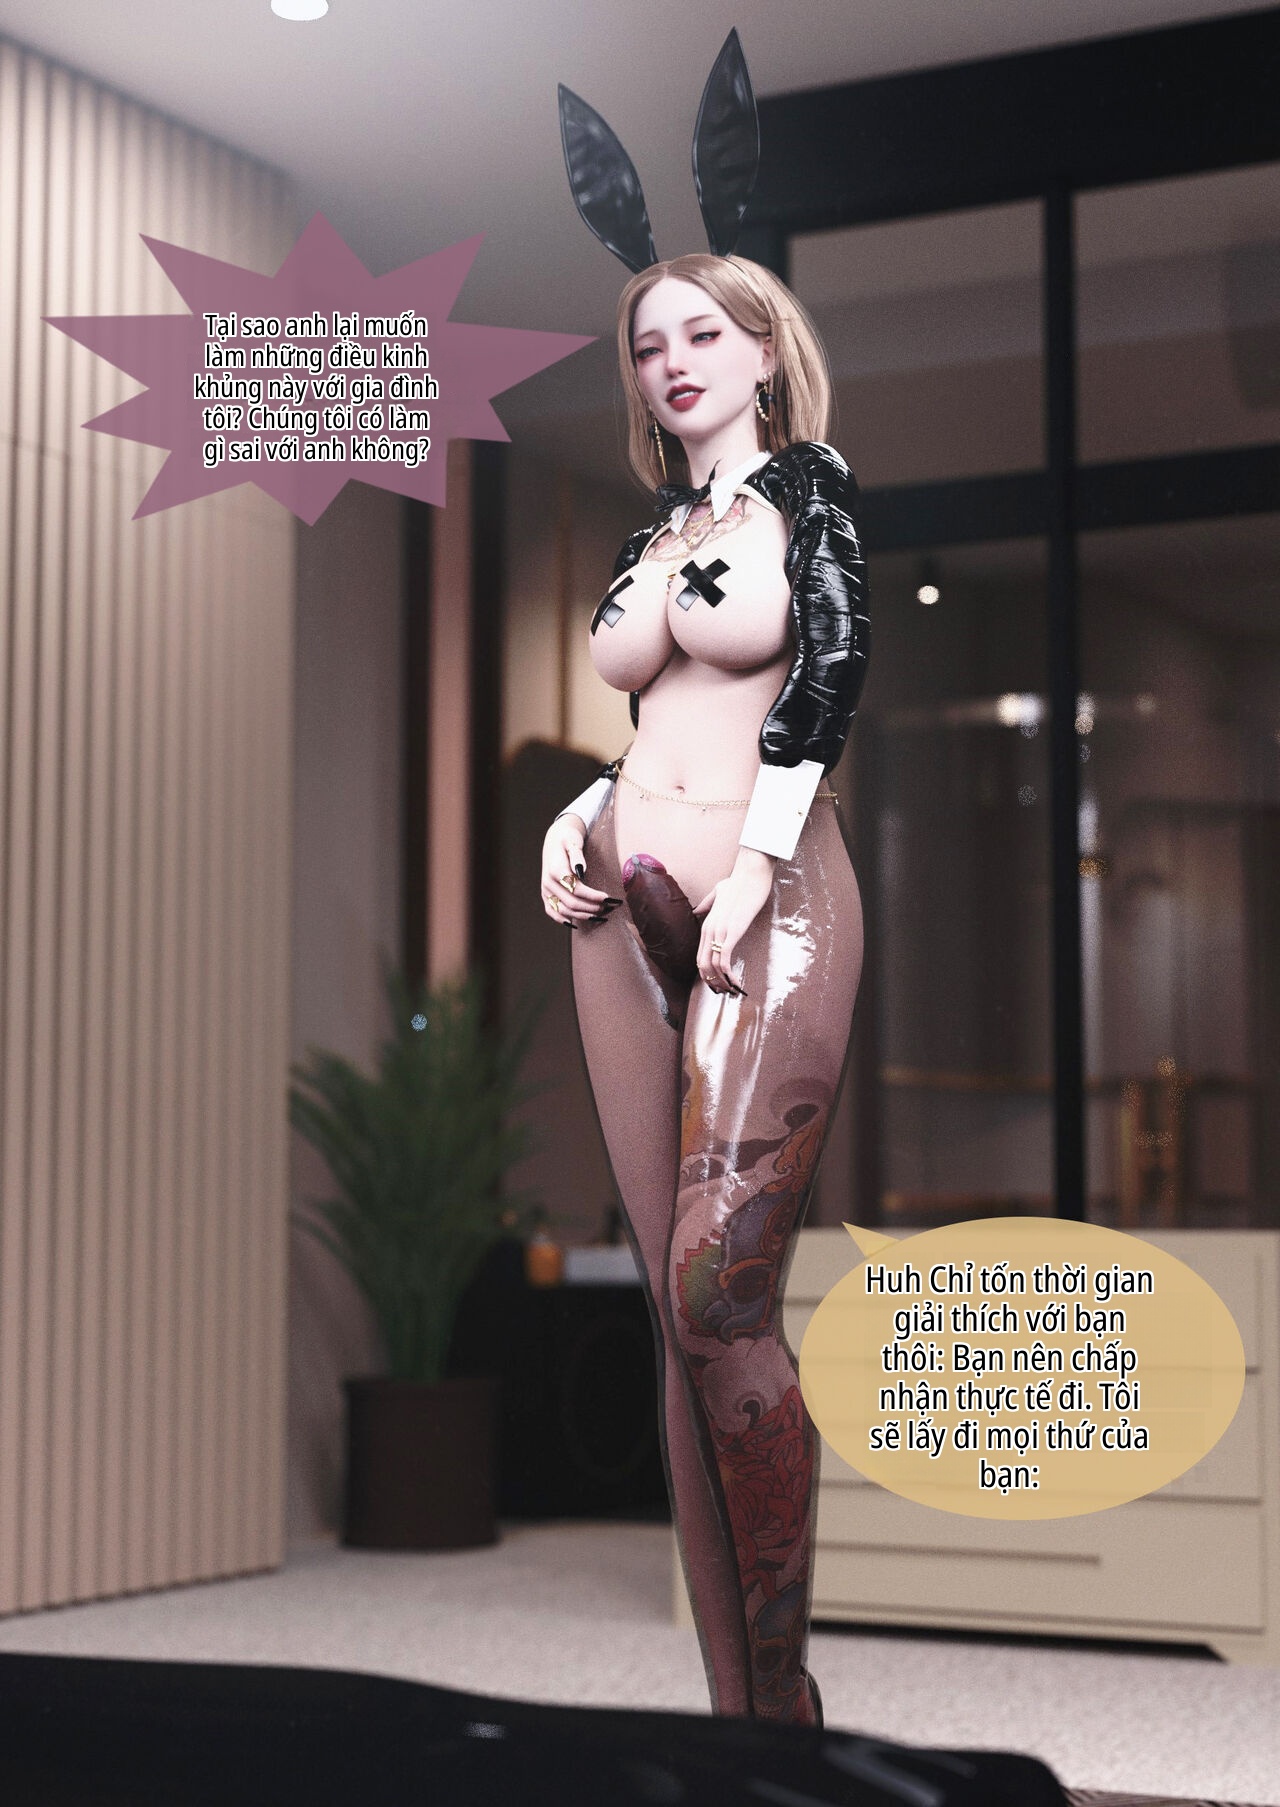 Tại sao anh lại muốn
làm những điều kinh
khủng này với gia đình
tôi? Chúng tôi có làm
gì sai với anh không?
Huh Chỉ tốn thời gian
giải thích với bạn
thôi: Bạn nên chấp
nhận thực tế đi. Tôi
sẽ lấy đi mọi thứ của
bạn: